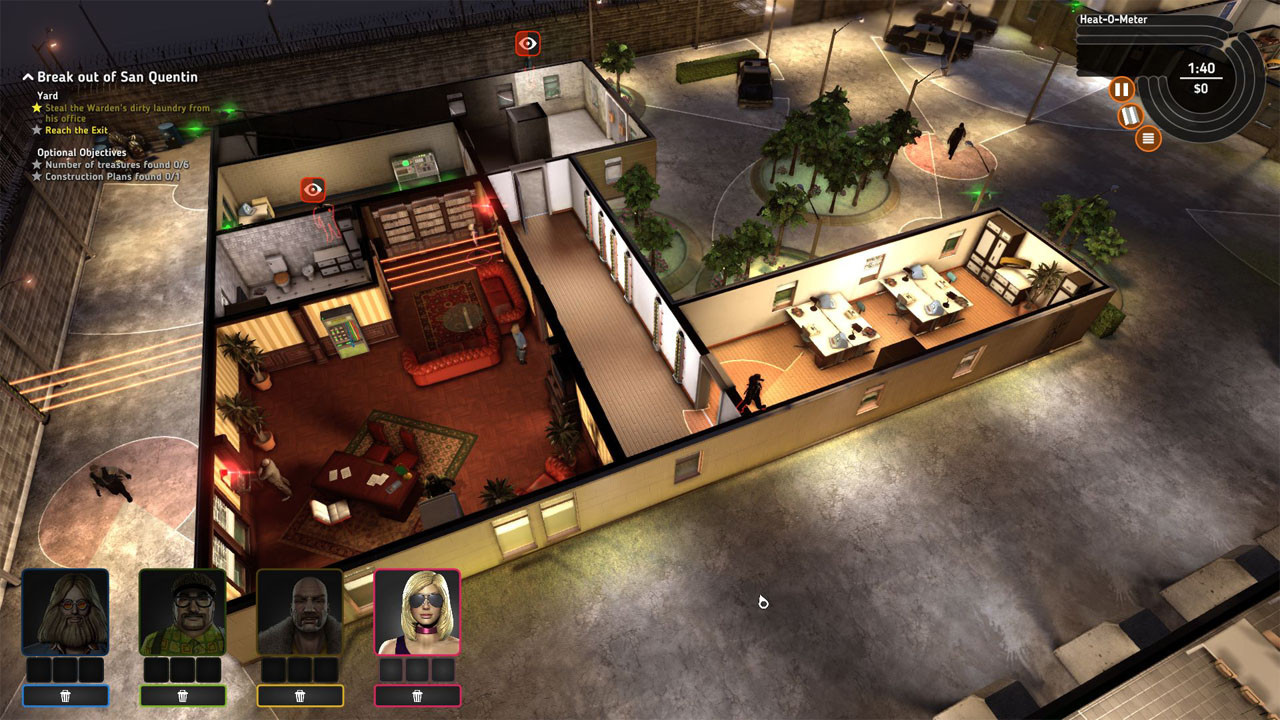 Break out of San Quentin
Yard
Steal the Warden's dirty laundry from
his office
Reach the Exit
Optional Objectives
Number of treasures found 0/6
Construction Plans found 0/1
Heat-O-Meter
1:40
$0